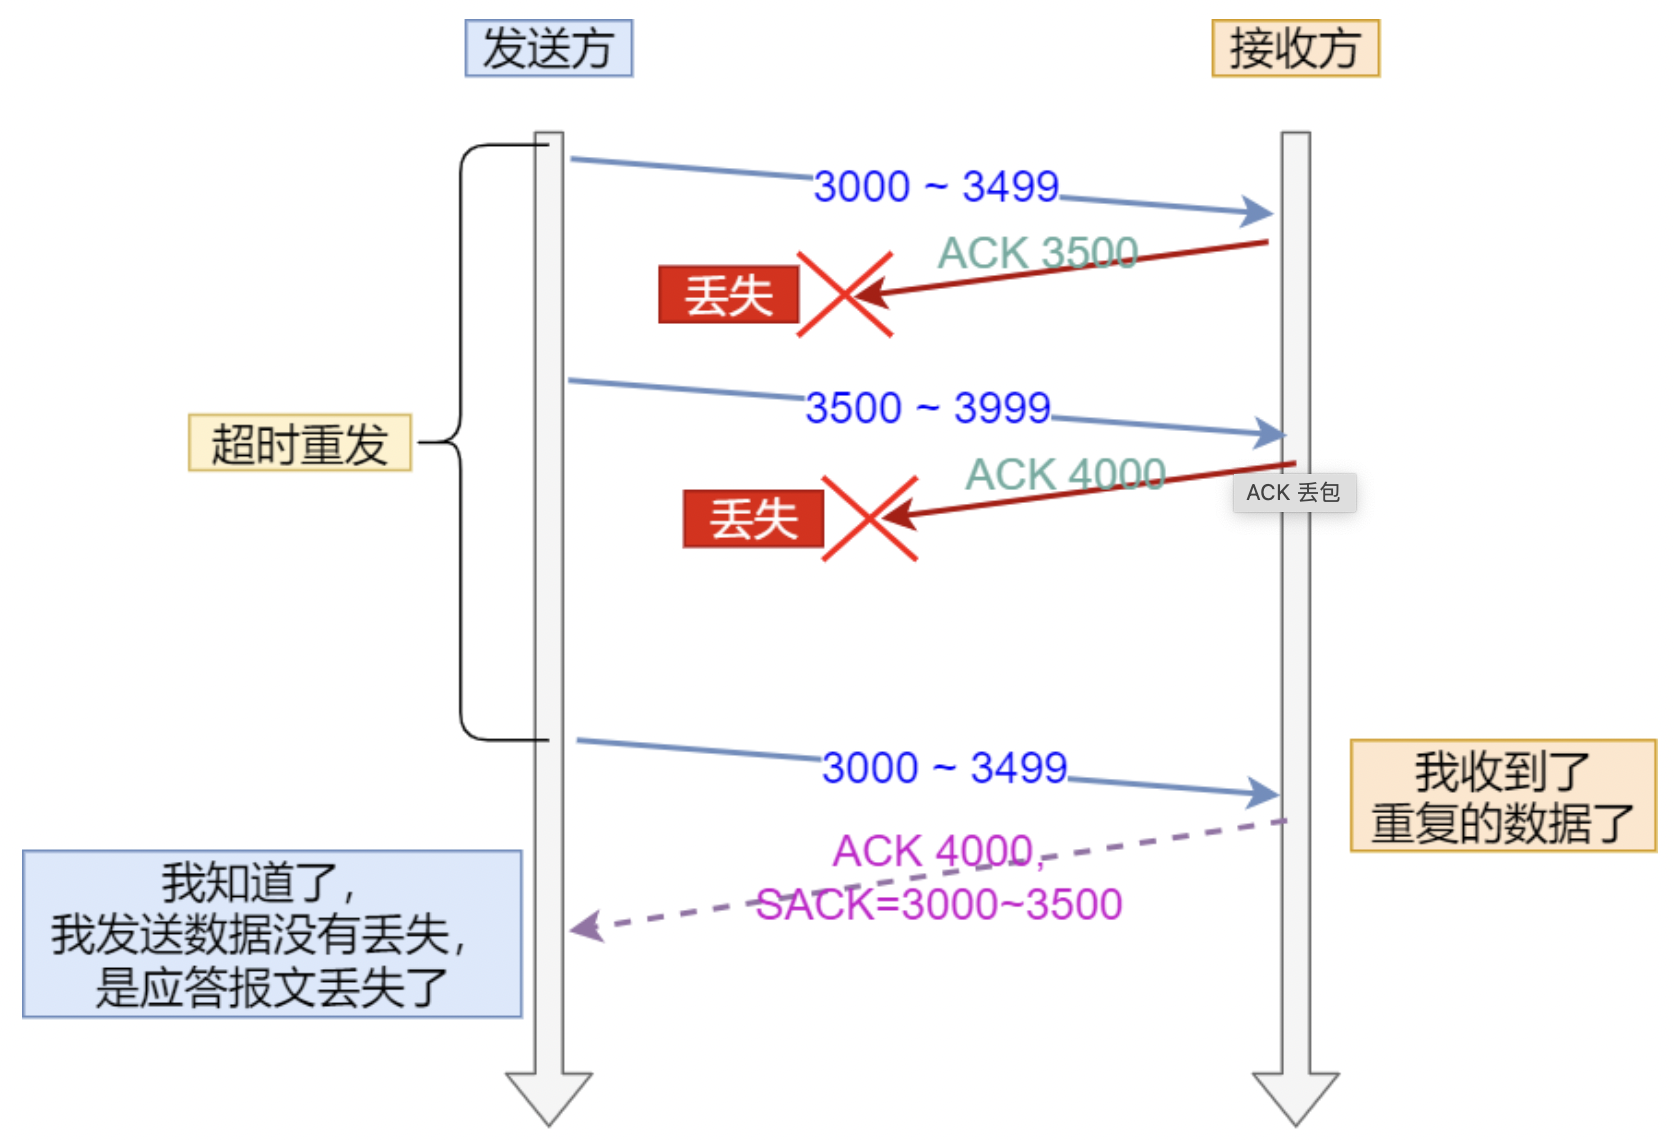 发送方
接收方
3000 ~ 3499
ACK 3500
丢失
3500 ~ 3999
超时重发
ACK 4000
ACK 丢包
丢失
3000 ~ 3499
我收到了
重复的数据了
ACK 4000,
SACK=3000~3500
我知道了，
我发送数据没有丢失，
是应答报文丢失了